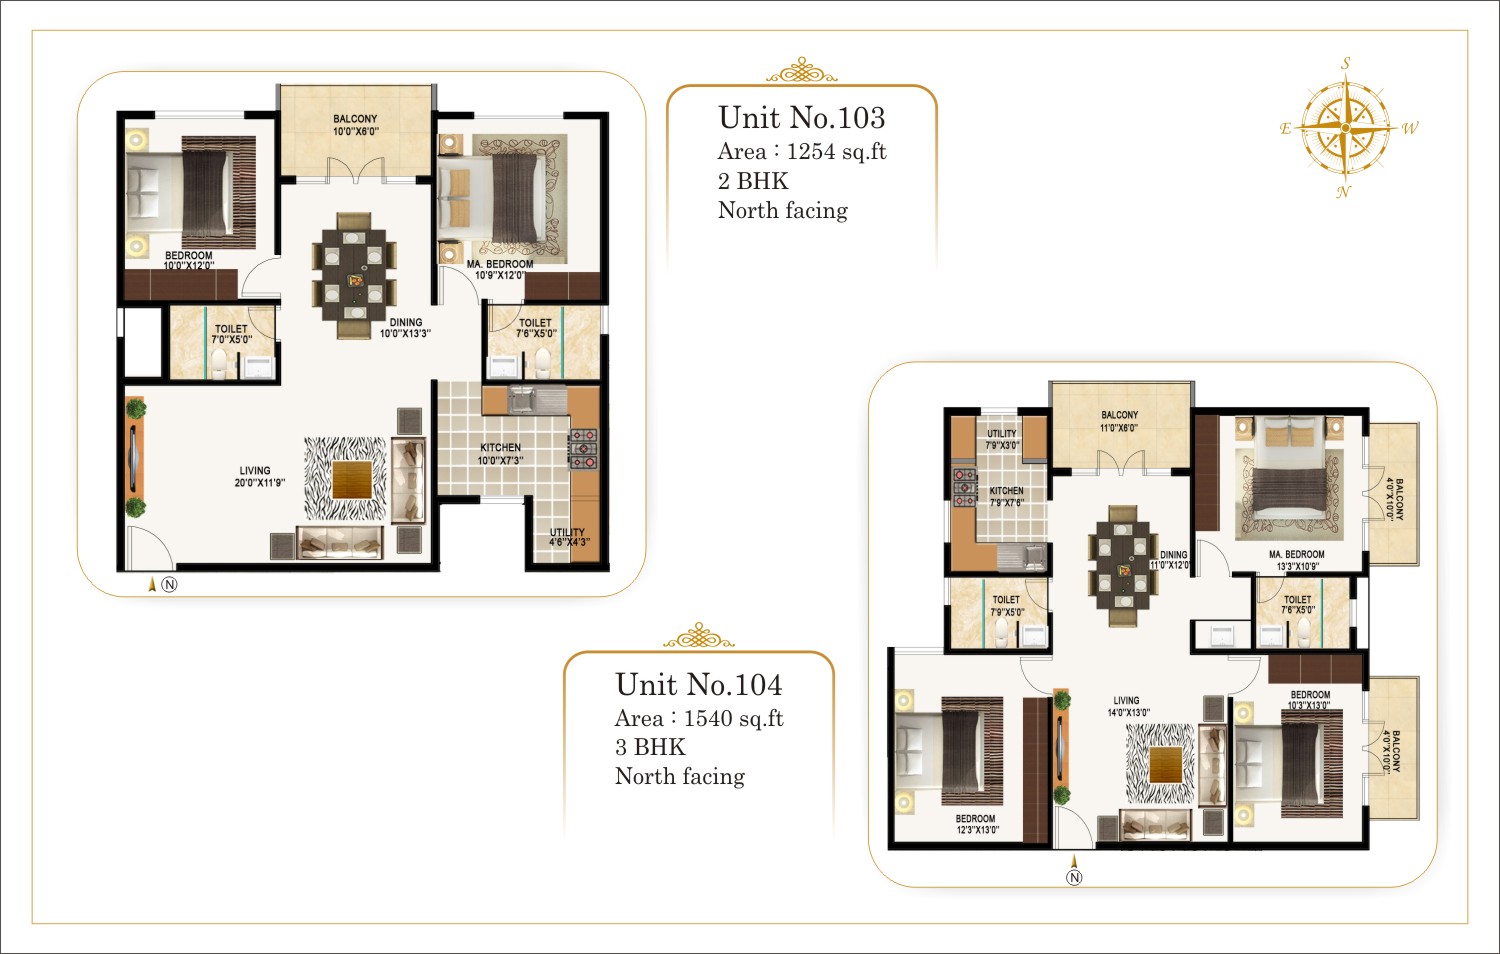 Unit No.103
Area : 1254 sq.ft
2 BHK
North facing
S
E
W
N
BALCONY
10'0"X6'0"
BEDROOM
10'0"X12'0"
MA. BEDROOM
10'9"X12'0"
DINING
10'0"X13'3"
TOILET
7'0"X5'0"
TOILET
7'6"X5'0"
KITCHEN
10'0"X7'3"
LIVING
20'0"X11'9"
UTILITY
4'6"X4'3"
N
Unit No.104
Area : 1540 sq.ft
3 BHK
North facing
BALCONY
11'0"X6'0"
UTILITY
7'9"X3'0"
KITCHEN
7'9"X7'6"
BALCONY
4'0"X10'0"
MA. BEDROOM
13'3"X10'9"
DINING
11'0"X12'0"
TOILET
7'9"X5'0"
TOILET
7'6"X5'0"
LIVING
14'0"X13'0"
BEDROOM
10'3"X13'0"
BALCONY
4'0"X10'0"
BEDROOM
12'3"X13'0"
N